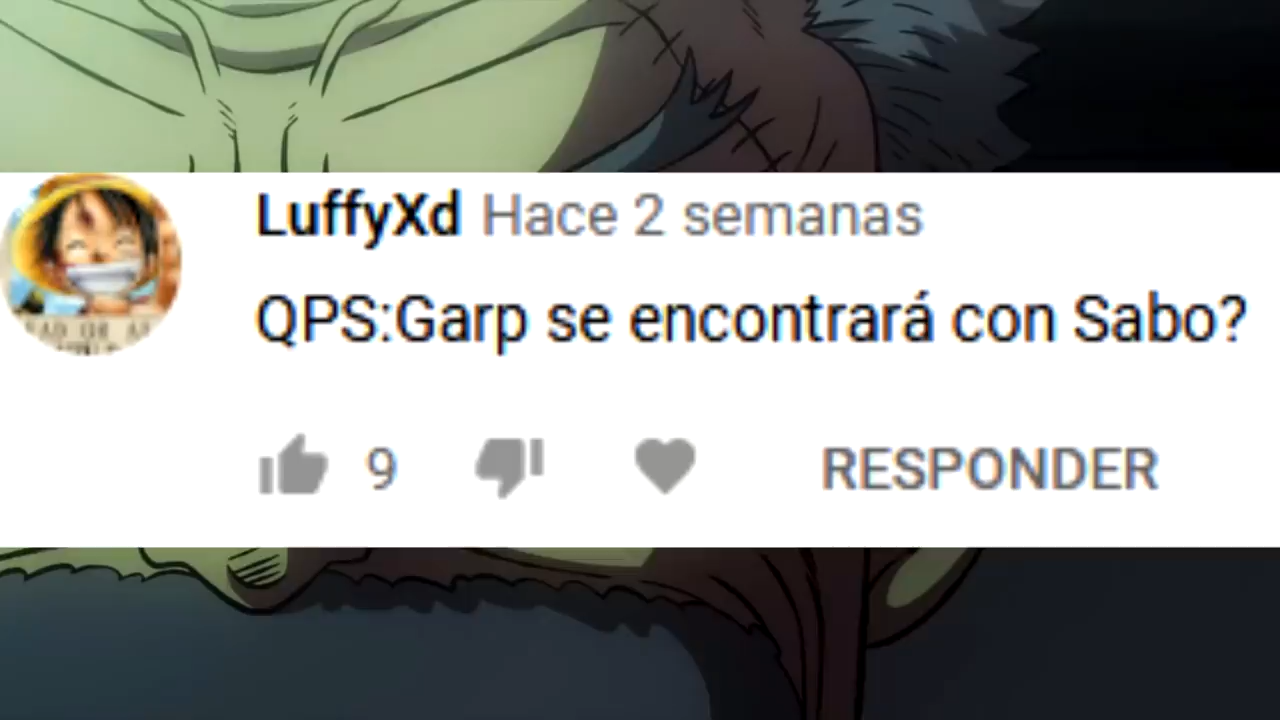 LuffyXd Hace 2 semanas
QPS:Garp se encontrará con Sabo?
9 RESPONDER